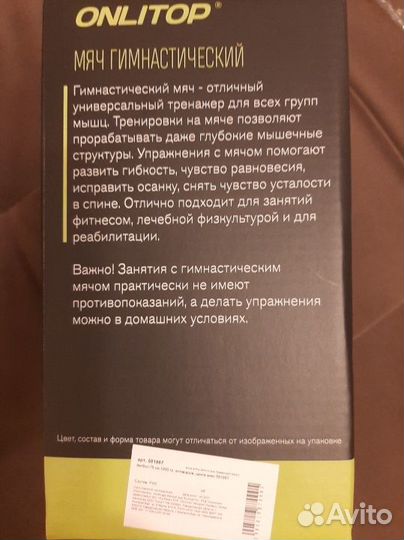 ONLITOP®
МЯЧ ГИМНАСТИЧЕСКИЙ
Гимнастический мяч - отличный
универсальный тренажер для всех групп
мышц. Тренировки на мяче позволяют
прорабатывать даже глубокие мышечные
структуры. Упражнения с мячом помогают
развить гибкость, чувство равновесия,
исправить осанку, снять чувство усталости
в спине. Отлично подходит для занятий
фитнесом, лечебной физкультурой и для
реабилитации.
Важно! Занятия с гимнастическим
мячом практически не имеют
противопоказаний, а делать упражнения
можно в домашних условиях.
Цвет, состав и форма товара могут отличаться от изображенных на упаковке
арт. 591667
Avito